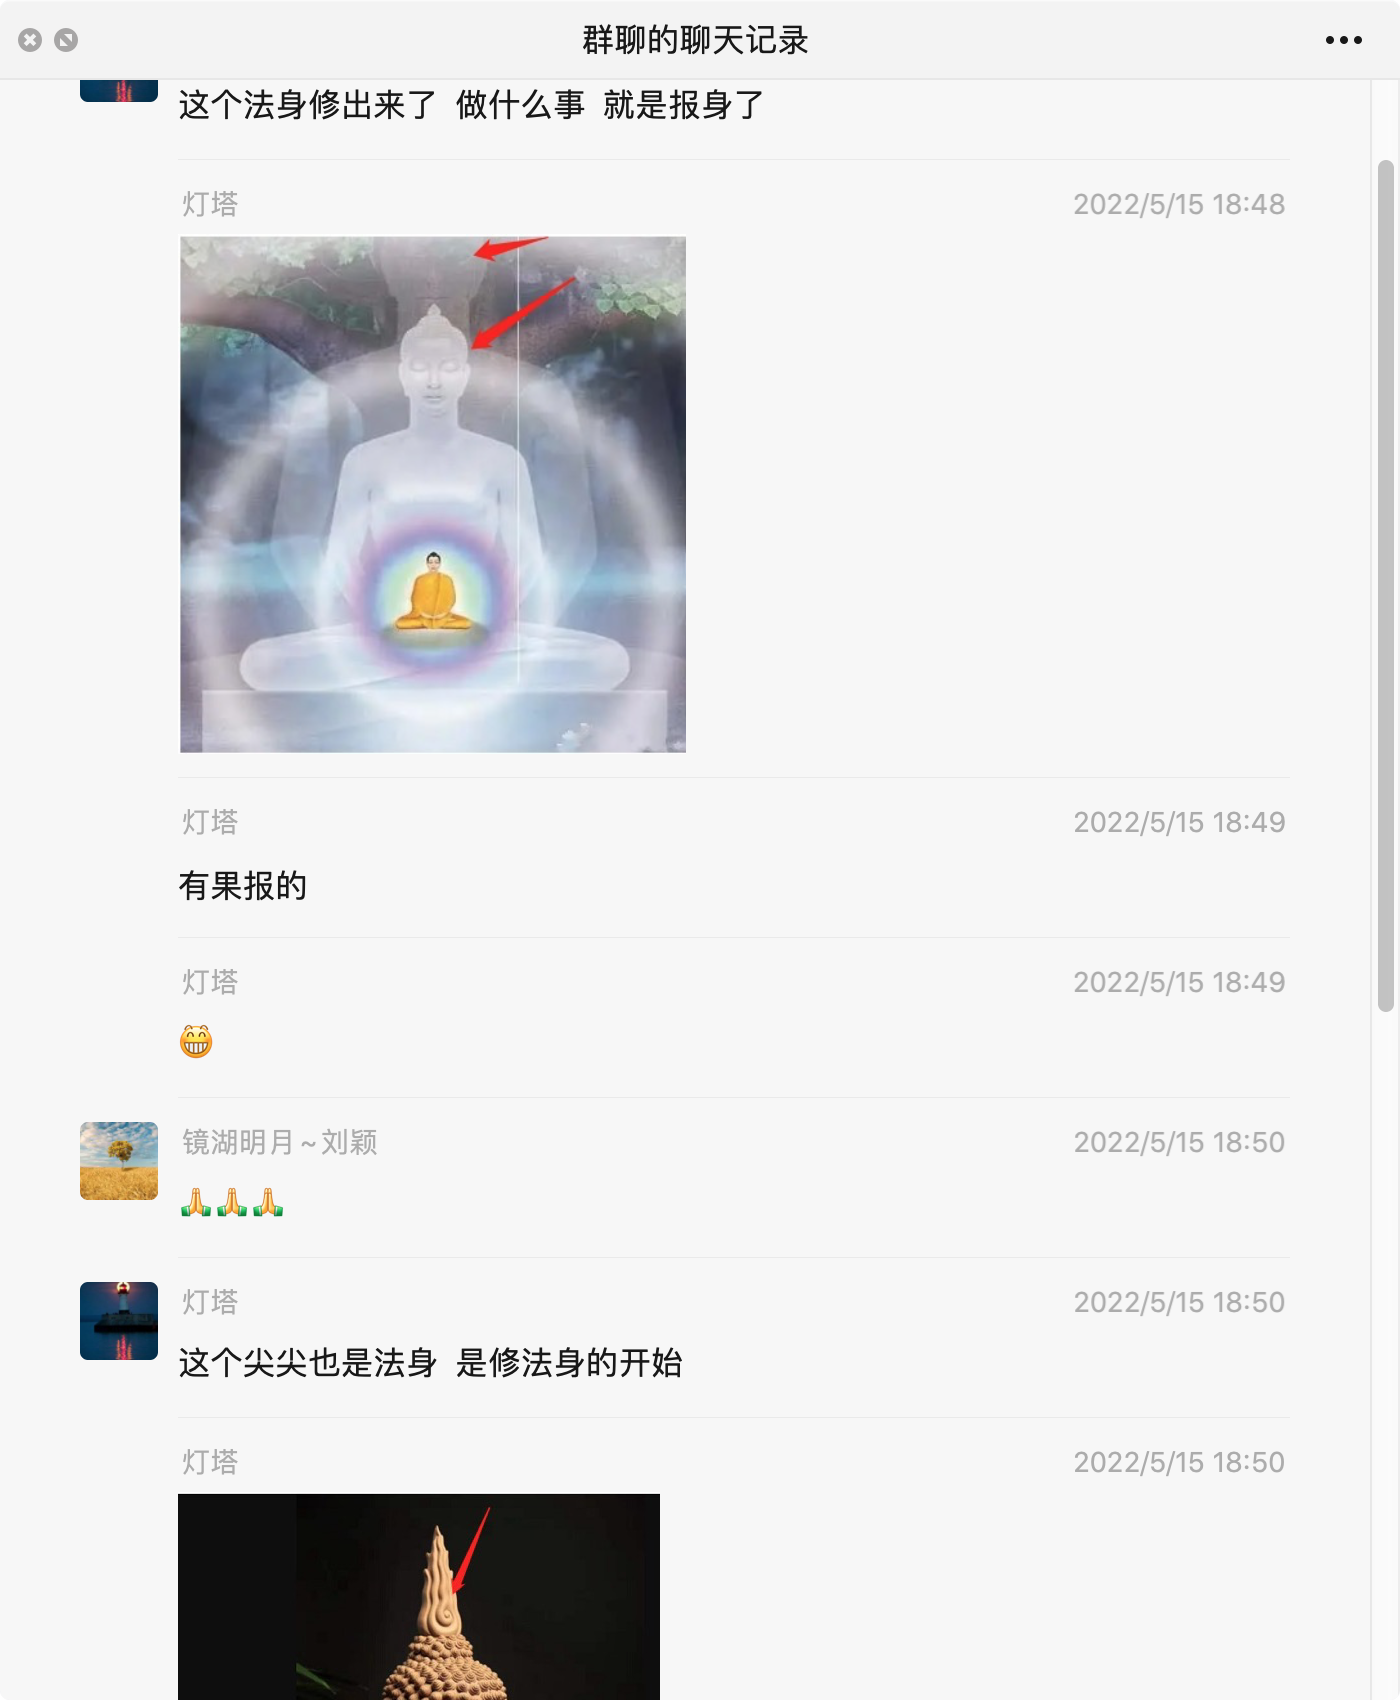 群聊的聊天记录
这个法身修出来了 做什么事 就是报身了
灯塔 2022/5/15 18:48
灯塔 2022/5/15 18:49
有果报的
灯塔 2022/5/15 18:49
😁
镜湖明月~刘颖 2022/5/15 18:50
🙏🙏🙏
灯塔 2022/5/15 18:50
这个尖尖也是法身 是修法身的开始
灯塔 2022/5/15 18:50